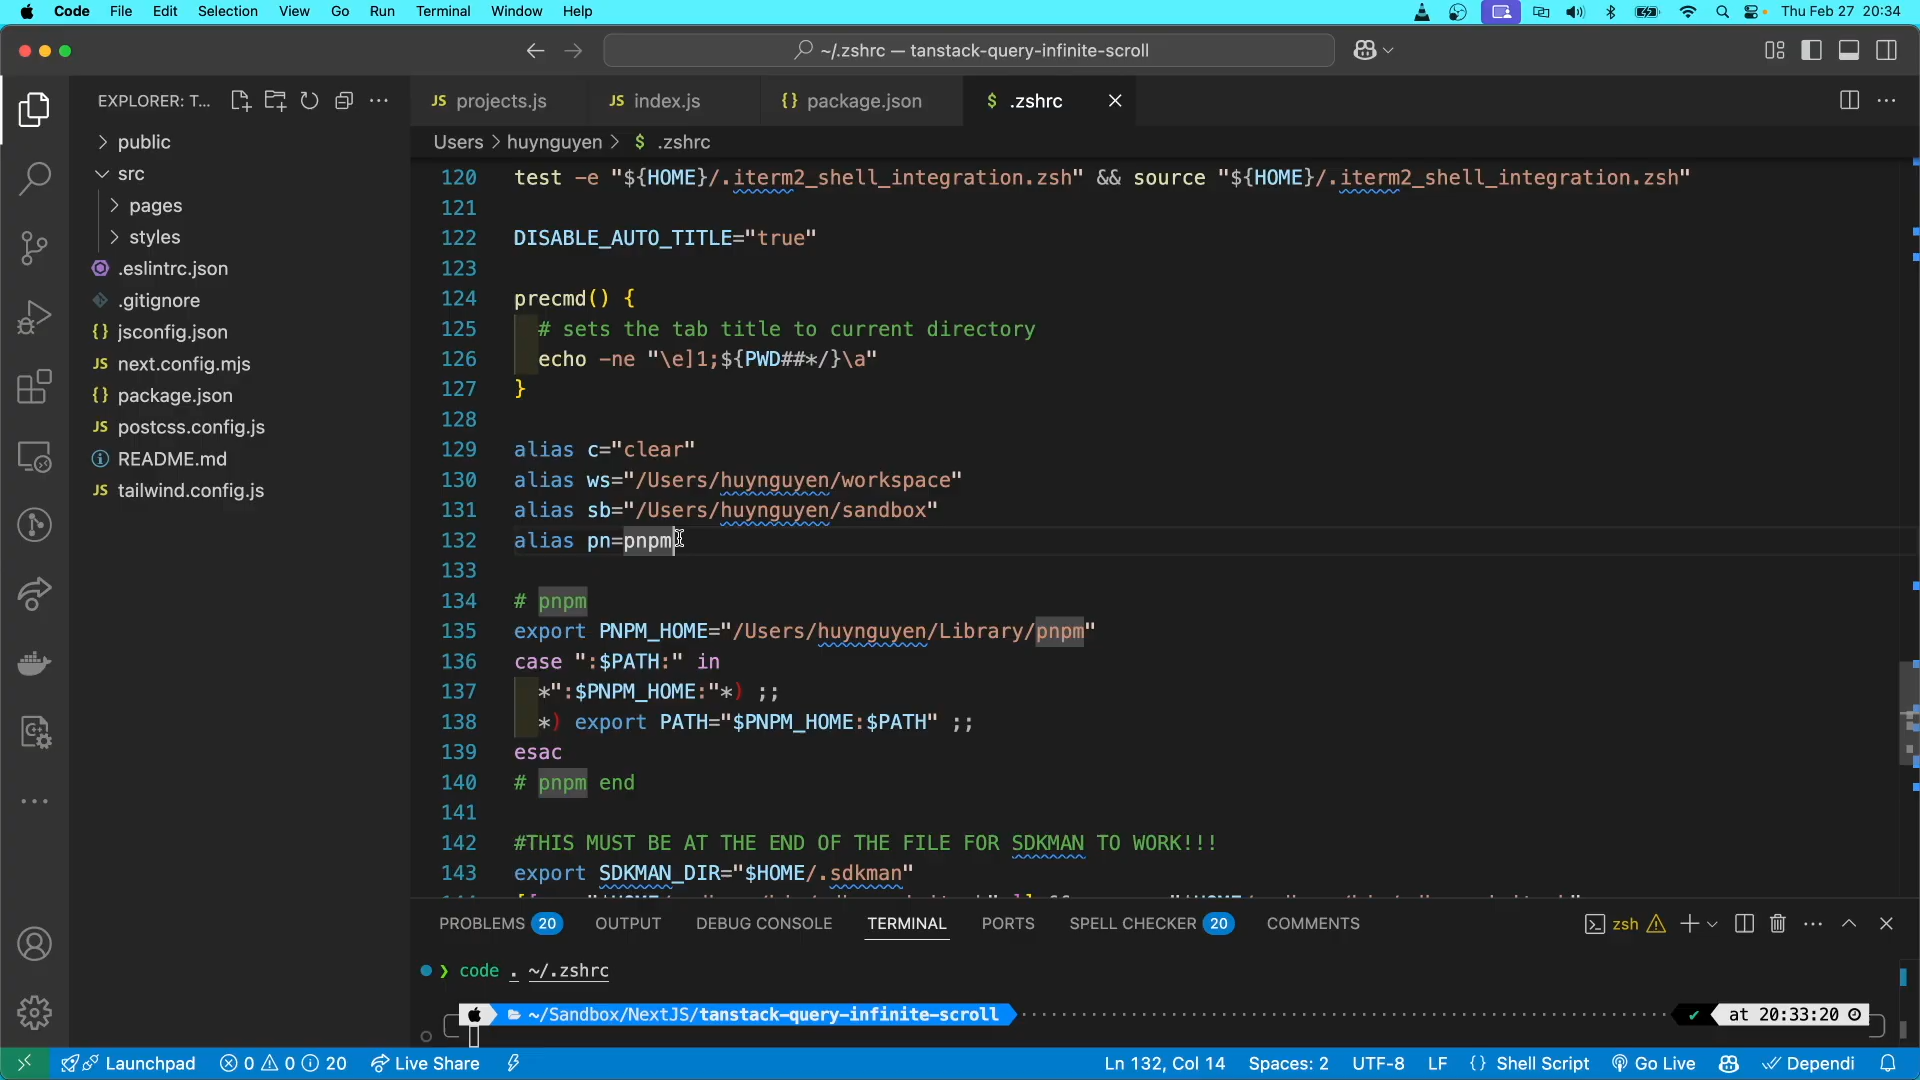 Code File Edit Selection View Go Run Terminal Window Help Thu Feb 27 20:34
~/.zshrc — tanstack-query-infinite-scroll
EXPLORER: T...
JS projects.js JS index.js {} package.json $ .zshrc
Users > huynguyen > $ .zshrc
public
src
pages
styles
.eslintrc.json
.gitignore
{} jsconfig.json
JS next.config.mjs
{} package.json
JS postcss.config.js
README.md
JS tailwind.config.js
120 test -e "${HOME}/.iterm2_shell_integration.zsh" && source "${HOME}/.iterm2_shell_integration.zsh"
121
122 DISABLE_AUTO_TITLE="true"
123
124 precmd() {
125 # sets the tab title to current directory
126 echo -ne "\e]1;${PWD##*/}\a"
127 }
128
129 alias c="clear"
130 alias ws="/Users/huynguyen/workspace"
131 alias sb="/Users/huynguyen/sandbox"
132 alias pn=pnpm
133
134 # pnpm
135 export PNPM_HOME="/Users/huynguyen/Library/pnpm"
136 case ":$PATH:" in
137 *":$PNPM_HOME:"*) ;;
138 *) export PATH="$PNPM_HOME:$PATH" ;;
139 esac
140 # pnpm end
141
142 #THIS MUST BE AT THE END OF THE FILE FOR SDKMAN TO WORK!!!
143 export SDKMAN_DIR="$HOME/.sdkman"
PROBLEMS 20 OUTPUT DEBUG CONSOLE TERMINAL PORTS SPELL CHECKER 20 COMMENTS zsh
❯ code . ~/.zshrc
~/Sandbox/NextJS/tanstack-query-infinite-scroll ✔ at 20:33:20
Launchpad 0 0 20 Live Share Ln 132, Col 14 Spaces: 2 UTF-8 LF {} Shell Script Go Live Dependi